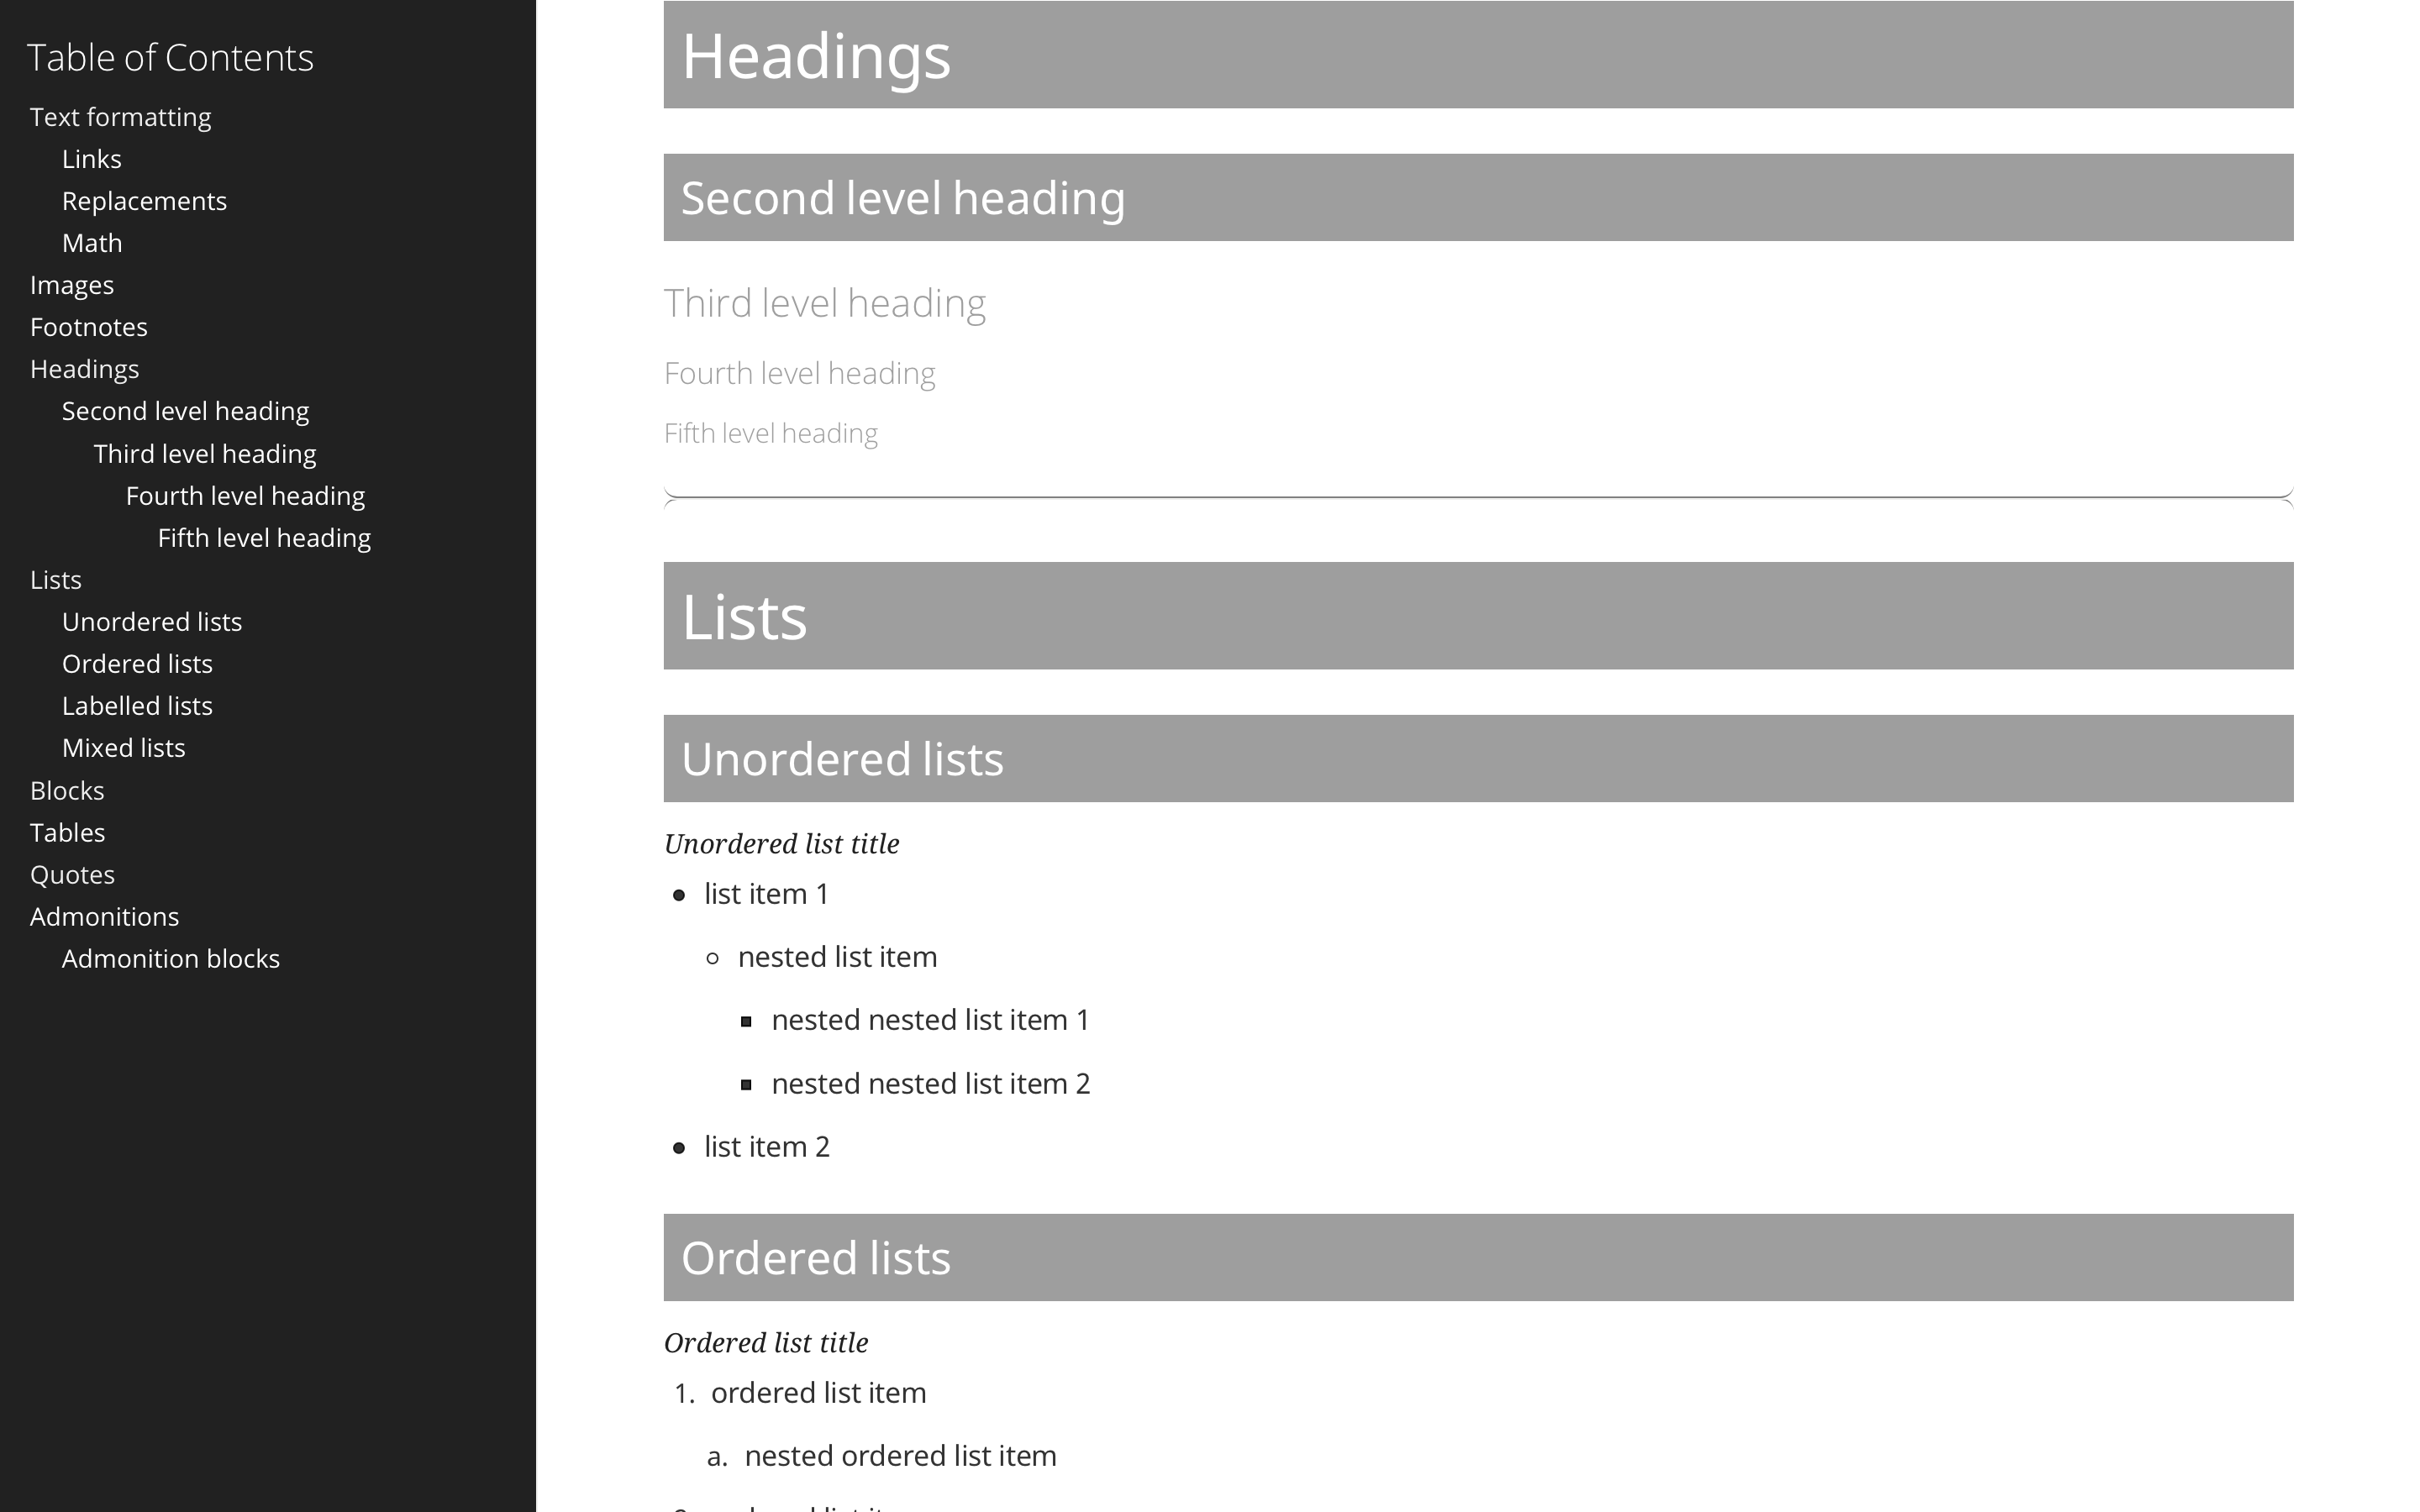 Table of Contents
Text formatting
Links
Replacements
Math
Images
Footnotes
Headings
Second level heading
Third level heading
Fourth level heading
Fifth level heading
Lists
Unordered lists
Ordered lists
Labelled lists
Mixed lists
Blocks
Tables
Quotes
Admonitions
Admonition blocks
Headings
Second level heading
Third level heading
Fourth level heading
Fifth level heading
Lists
Unordered lists
Unordered list title
list item 1
nested list item
nested nested list item 1
nested nested list item 2
list item 2
Ordered lists
Ordered list title
1. ordered list item
a. nested ordered list item